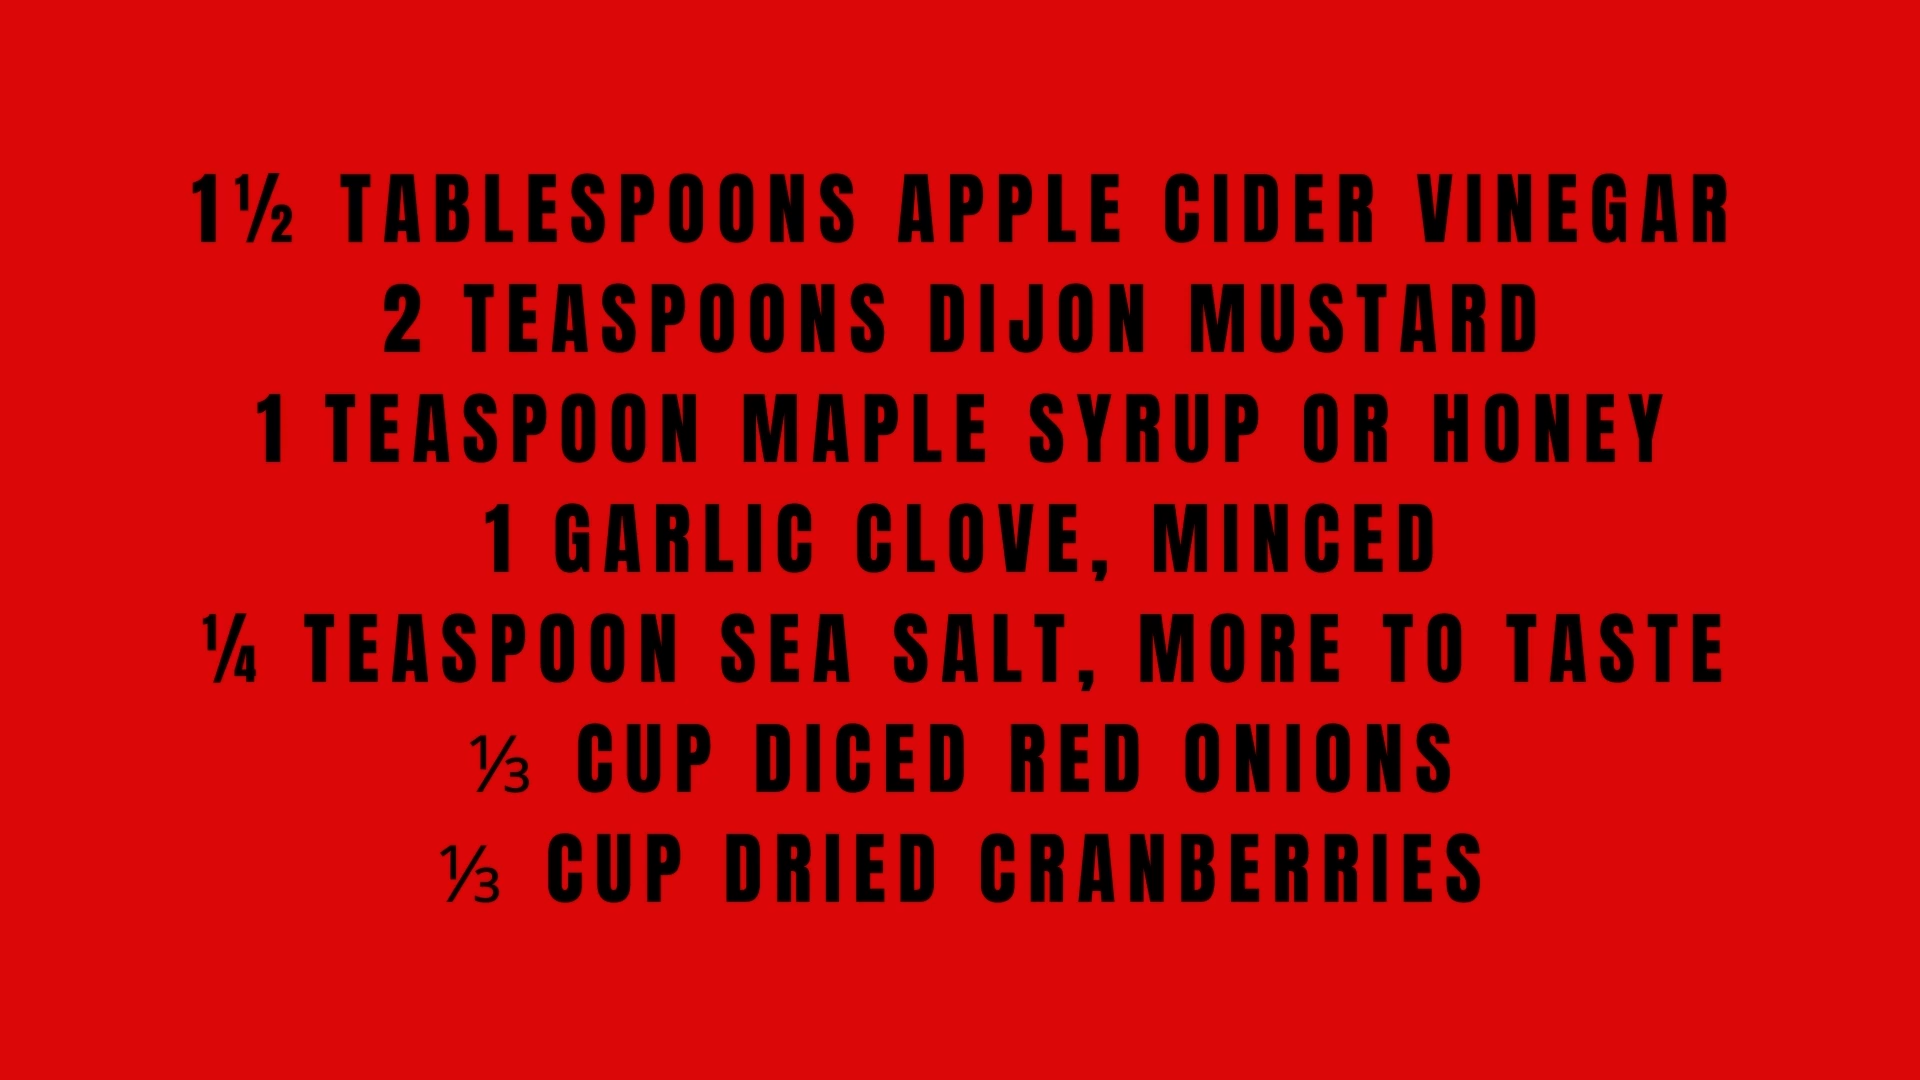 1½ TABLESPOONS APPLE CIDER VINEGAR
2 TEASPOONS DIJON MUSTARD
1 TEASPOON MAPLE SYRUP OR HONEY
1 GARLIC CLOVE, MINCED
¼ TEASPOON SEA SALT, MORE TO TASTE
⅓ CUP DICED RED ONIONS
⅓ CUP DRIED CRANBERRIES